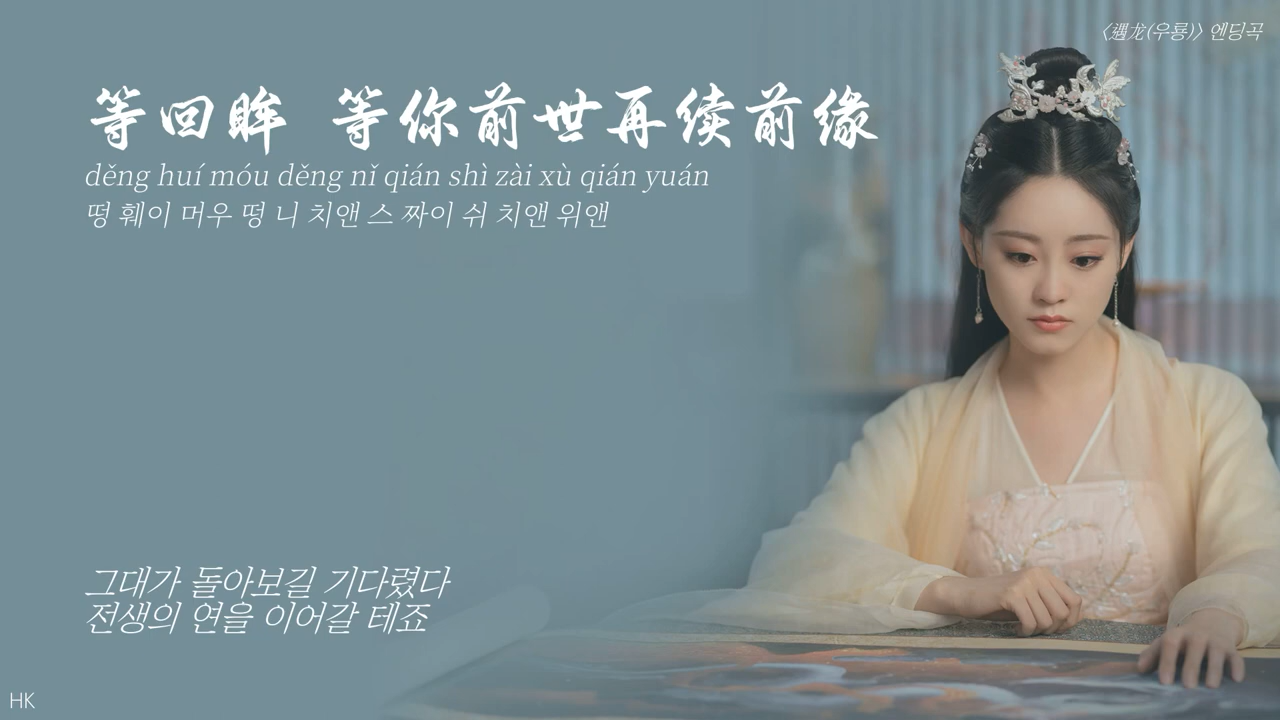 〈遇龙(우룡)〉 엔딩곡
等回眸 等你前世再续前缘
děng huí móu děng nǐ qián shì zài xù qián yuán
떵 훼이 머우 떵 니 치앤 스 짜이 쉬 치앤 위앤
그대가 돌아보길 기다렸다
전생의 연을 이어갈 테죠
HK